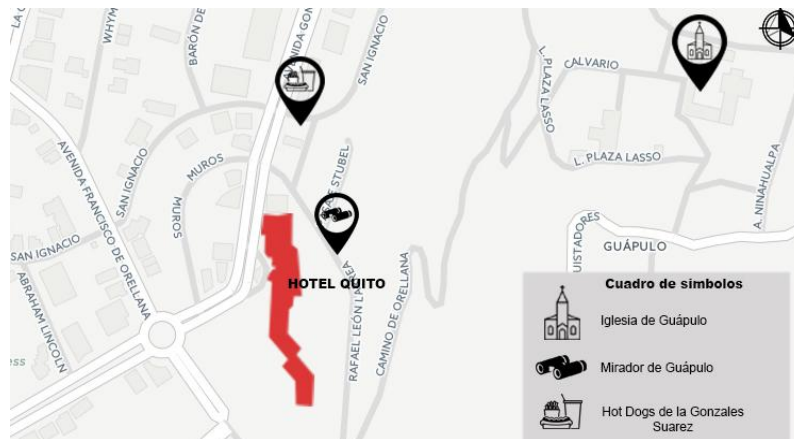 LA
WHYM
BARÓN DE
AVENIDA GON
SAN IGNACIO
L. PLAZA LASSO
CALVARIO
L. PLAZA LASSO
A. NINAHUALPA
AVENIDA FRANCISCO DE ORELLANA
SAN IGNACIO
MUROS
MUROS
STUBEL
SAN IGNACIO
ABRAHAM LINCOLN
HOTEL QUITO
RAFAEL LEÓN LARREA
CAMINO DE ORELLANA
UISTADORES
GUÁPULO
Cuadro de simbolos
Iglesia de Guápulo
Mirador de Guápulo
Hot Dogs de la Gonzales
Suarez